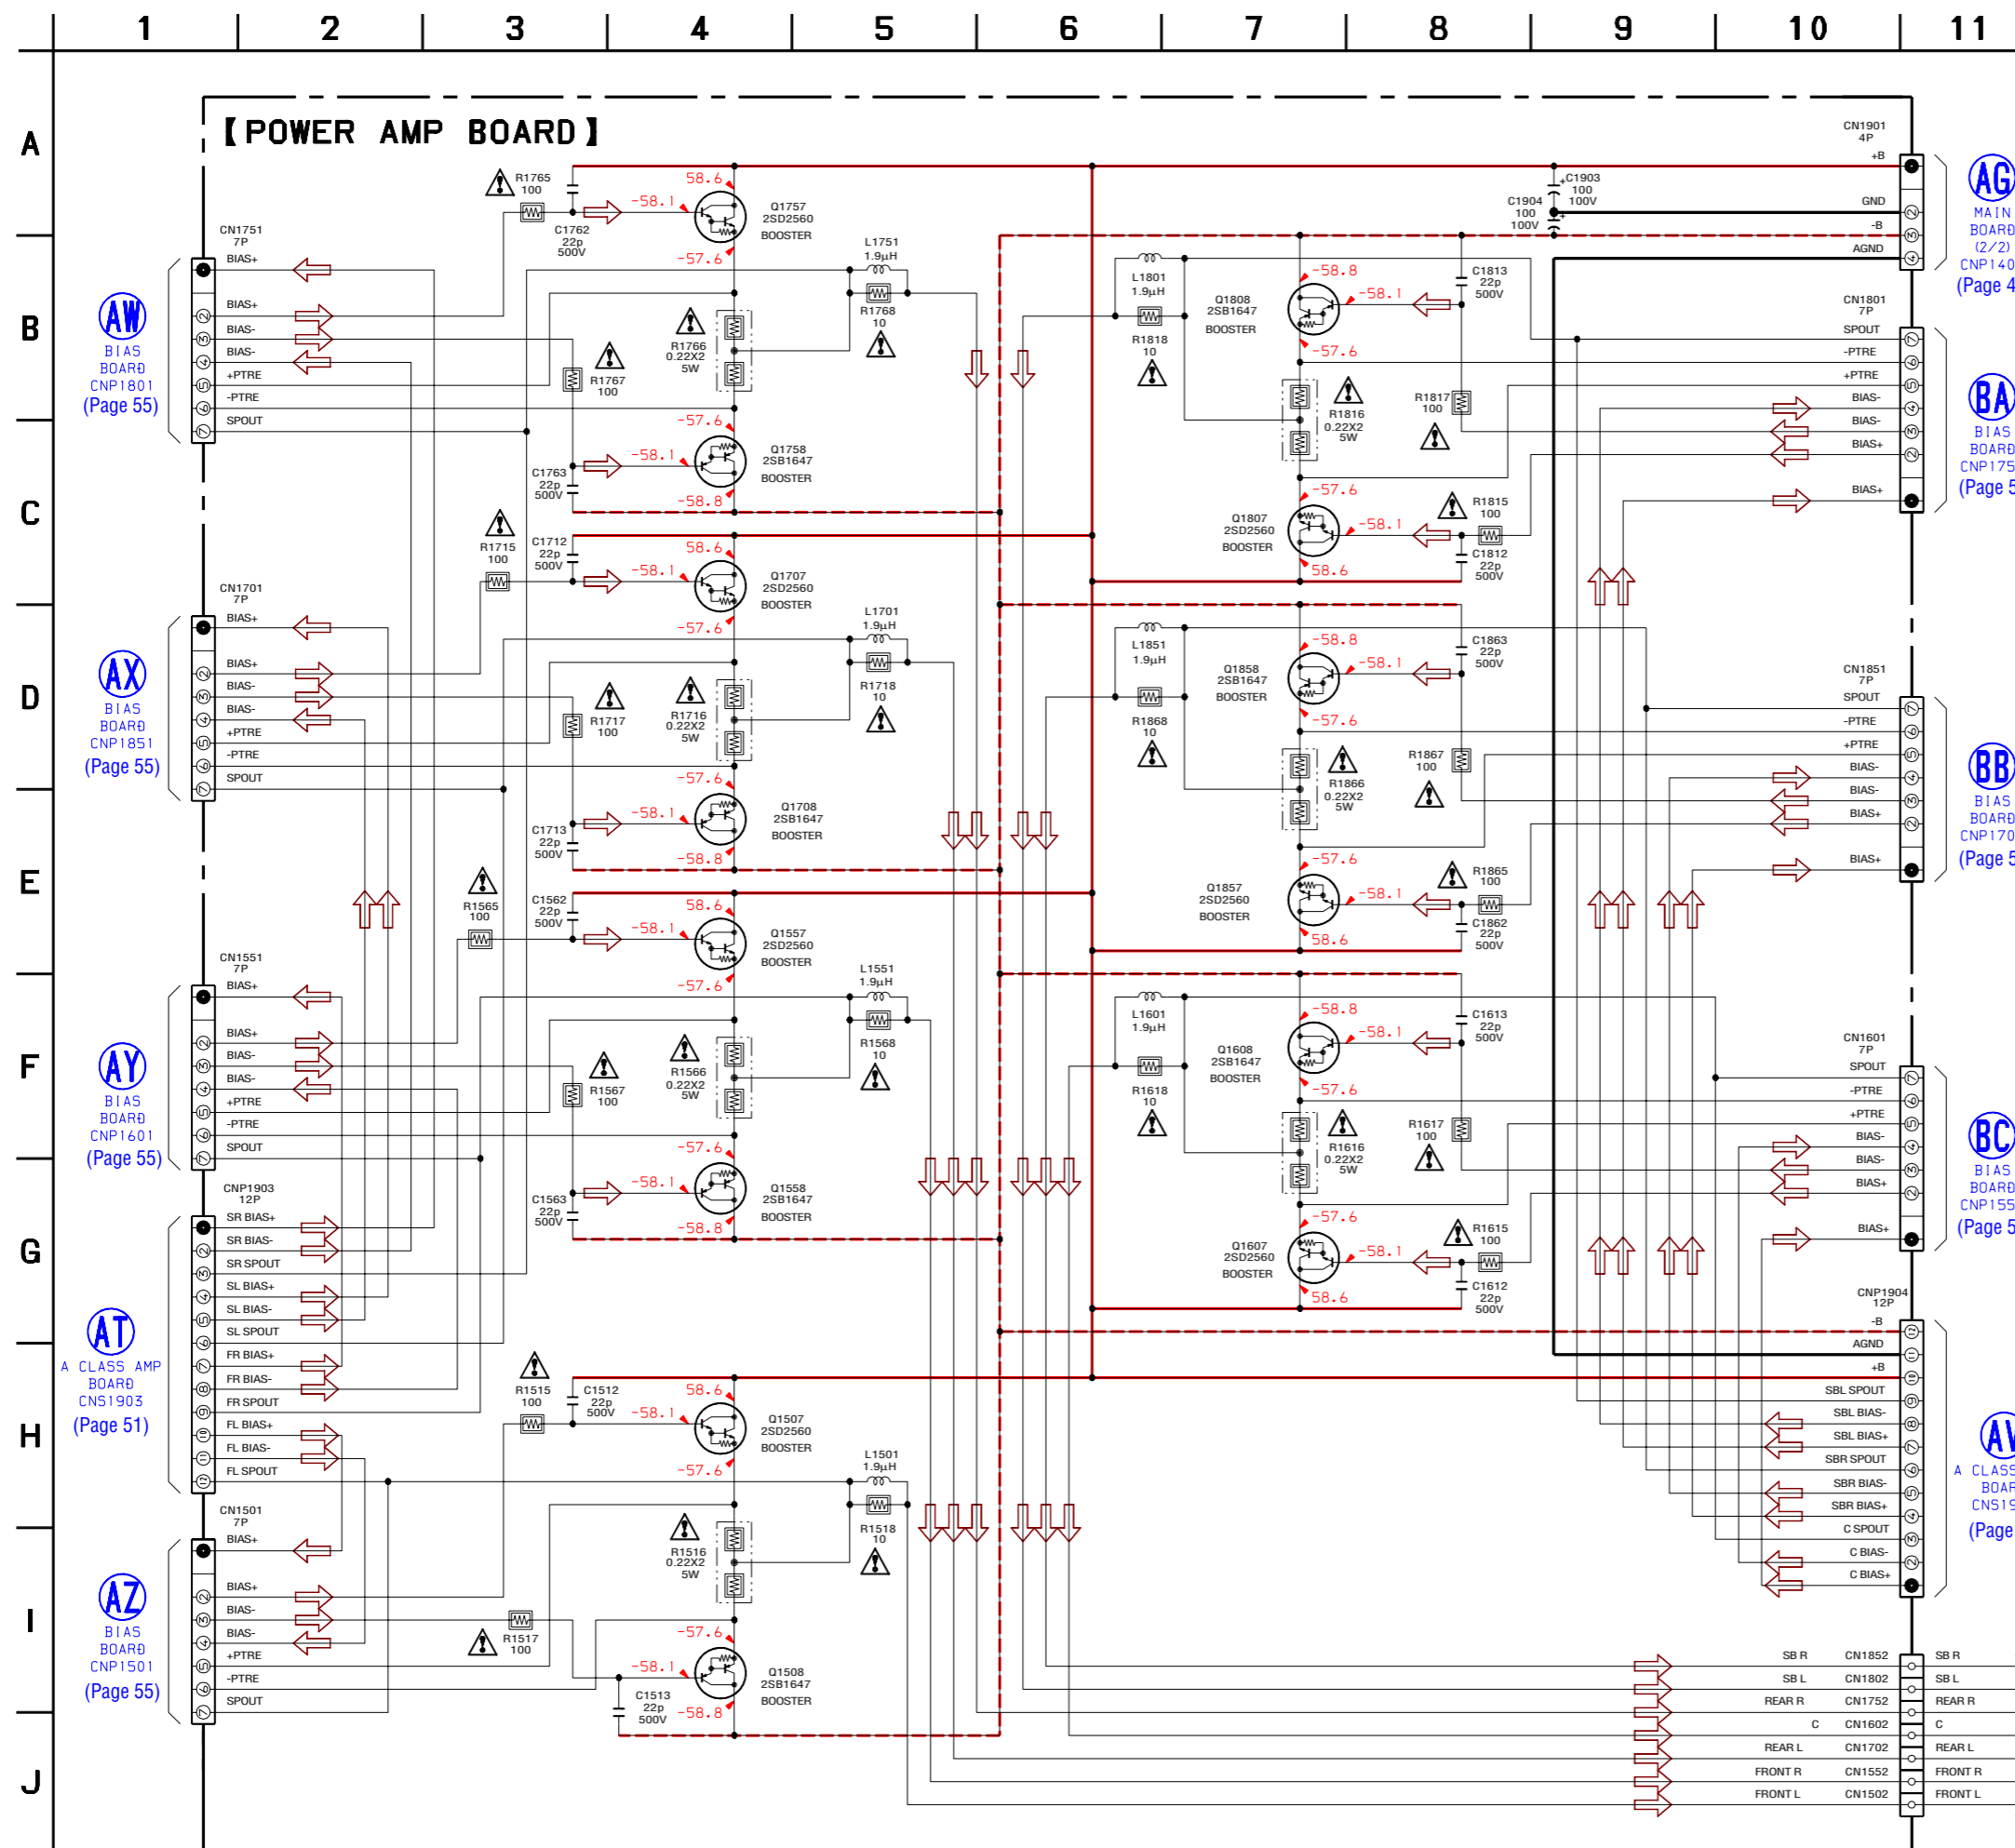 1 2 3 4 5 6 7 8 9 10 11
A
B
C
D
E
F
G
H
I
J
【POWER AMP BOARD】
AW
BIAS
BOARD
CNP1801
(Page 55)
CN1751
7P
BIAS+
BIAS+
BIAS-
BIAS-
+PTRE
-PTRE
SPOUT
AX
BIAS
BOARD
CNP1851
(Page 55)
CN1701
7P
BIAS+
BIAS+
BIAS-
BIAS-
+PTRE
-PTRE
SPOUT
AY
BIAS
BOARD
CNP1601
(Page 55)
CN1551
7P
BIAS+
BIAS+
BIAS-
BIAS-
+PTRE
-PTRE
SPOUT
AT
A CLASS AMP
BOARD
CNS1903
(Page 51)
CNP1903
12P
SR BIAS+
SR BIAS-
SR SPOUT
SL BIAS+
SL BIAS-
SL SPOUT
FR BIAS+
FR BIAS-
FR SPOUT
FL BIAS+
FL BIAS-
FL SPOUT
AZ
BIAS
BOARD
CNP1501
(Page 55)
CN1501
7P
BIAS+
BIAS+
BIAS-
BIAS-
+PTRE
-PTRE
SPOUT
R1765
100
C1762
22p
500V
58.6
-58.1
-57.6
Q1757
2SD2560
BOOSTER
L1751
1.9μH
R1768
10
R1766
0.22X2
5W
R1767
100
-57.6
-58.1
-58.8
Q1758
2SB1647
BOOSTER
C1763
22p
500V
R1715
100
C1712
22p
500V
58.6
-58.1
-57.6
Q1707
2SD2560
BOOSTER
L1701
1.9μH
R1718
10
R1716
0.22X2
5W
R1717
100
-57.6
-58.1
-58.8
Q1708
2SB1647
BOOSTER
C1713
22p
500V
R1565
100
C1562
22p
500V
58.6
-58.1
-57.6
Q1557
2SD2560
BOOSTER
L1551
1.9μH
R1568
10
R1566
0.22X2
5W
R1567
100
-57.6
-58.1
-58.8
Q1558
2SB1647
BOOSTER
C1563
22p
500V
R1515
100
C1512
22p
500V
58.6
-58.1
-57.6
Q1507
2SD2560
BOOSTER
L1501
1.9μH
R1518
10
R1516
0.22X2
5W
R1517
100
-57.6
-58.1
-58.8
Q1508
2SB1647
BOOSTER
C1513
22p
500V
C1903
100
100V
C1904
100
100V
L1801
1.9μH
R1818
10
Q1808
2SB1647
BOOSTER
-58.8
-58.1
-57.6
C1813
22p
500V
R1816
0.22X2
5W
R1817
100
Q1807
2SD2560
BOOSTER
-57.6
-58.1
58.6
R1815
100
C1812
22p
500V
L1851
1.9μH
R1868
10
Q1858
2SB1647
BOOSTER
-58.8
-58.1
-57.6
C1863
22p
500V
R1866
0.22X2
5W
R1867
100
Q1857
2SD2560
BOOSTER
-57.6
-58.1
58.6
R1865
100
C1862
22p
500V
L1601
1.9μH
R1618
10
Q1608
2SB1647
BOOSTER
-58.8
-58.1
-57.6
C1613
22p
500V
R1616
0.22X2
5W
R1617
100
Q1607
2SD2560
BOOSTER
-57.6
-58.1
58.6
R1615
100
C1612
22p
500V
CN1901
4P
+B
GND
-B
AGND
AG
MAIN
BOARD
(2/2)
CNP140
(Page 4
CN1801
7P
SPOUT
-PTRE
+PTRE
BIAS-
BIAS-
BIAS+
BIAS+
BA
BIAS
BOARD
CNP175
(Page 5
CN1851
7P
SPOUT
-PTRE
+PTRE
BIAS-
BIAS-
BIAS+
BIAS+
BB
BIAS
BOARD
CNP170
(Page 5
CN1601
7P
SPOUT
-PTRE
+PTRE
BIAS-
BIAS-
BIAS+
BIAS+
BC
BIAS
BOARD
CNP155
(Page 5
CNP1904
12P
-B
AGND
+B
SBL SPOUT
SBL BIAS-
SBL BIAS+
SBR SPOUT
SBR BIAS-
SBR BIAS+
C SPOUT
C BIAS-
C BIAS+
A CLASS
BOAR
CNS19
(Page
SB R CN1852 SB R
SB L CN1802 SB L
REAR R CN1752 REAR R
C CN1602 C
REAR L CN1702 REAR L
FRONT R CN1552 FRONT R
FRONT L CN1502 FRONT L